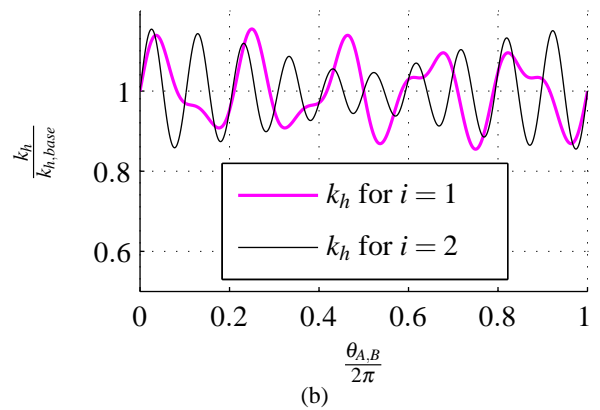 1
0.8
0.6
k_h
k_{h,base}
k_h for i = 1
k_h for i = 2
0 0.2 0.4 0.6 0.8 1
θ_{A,B}
2π
(b)